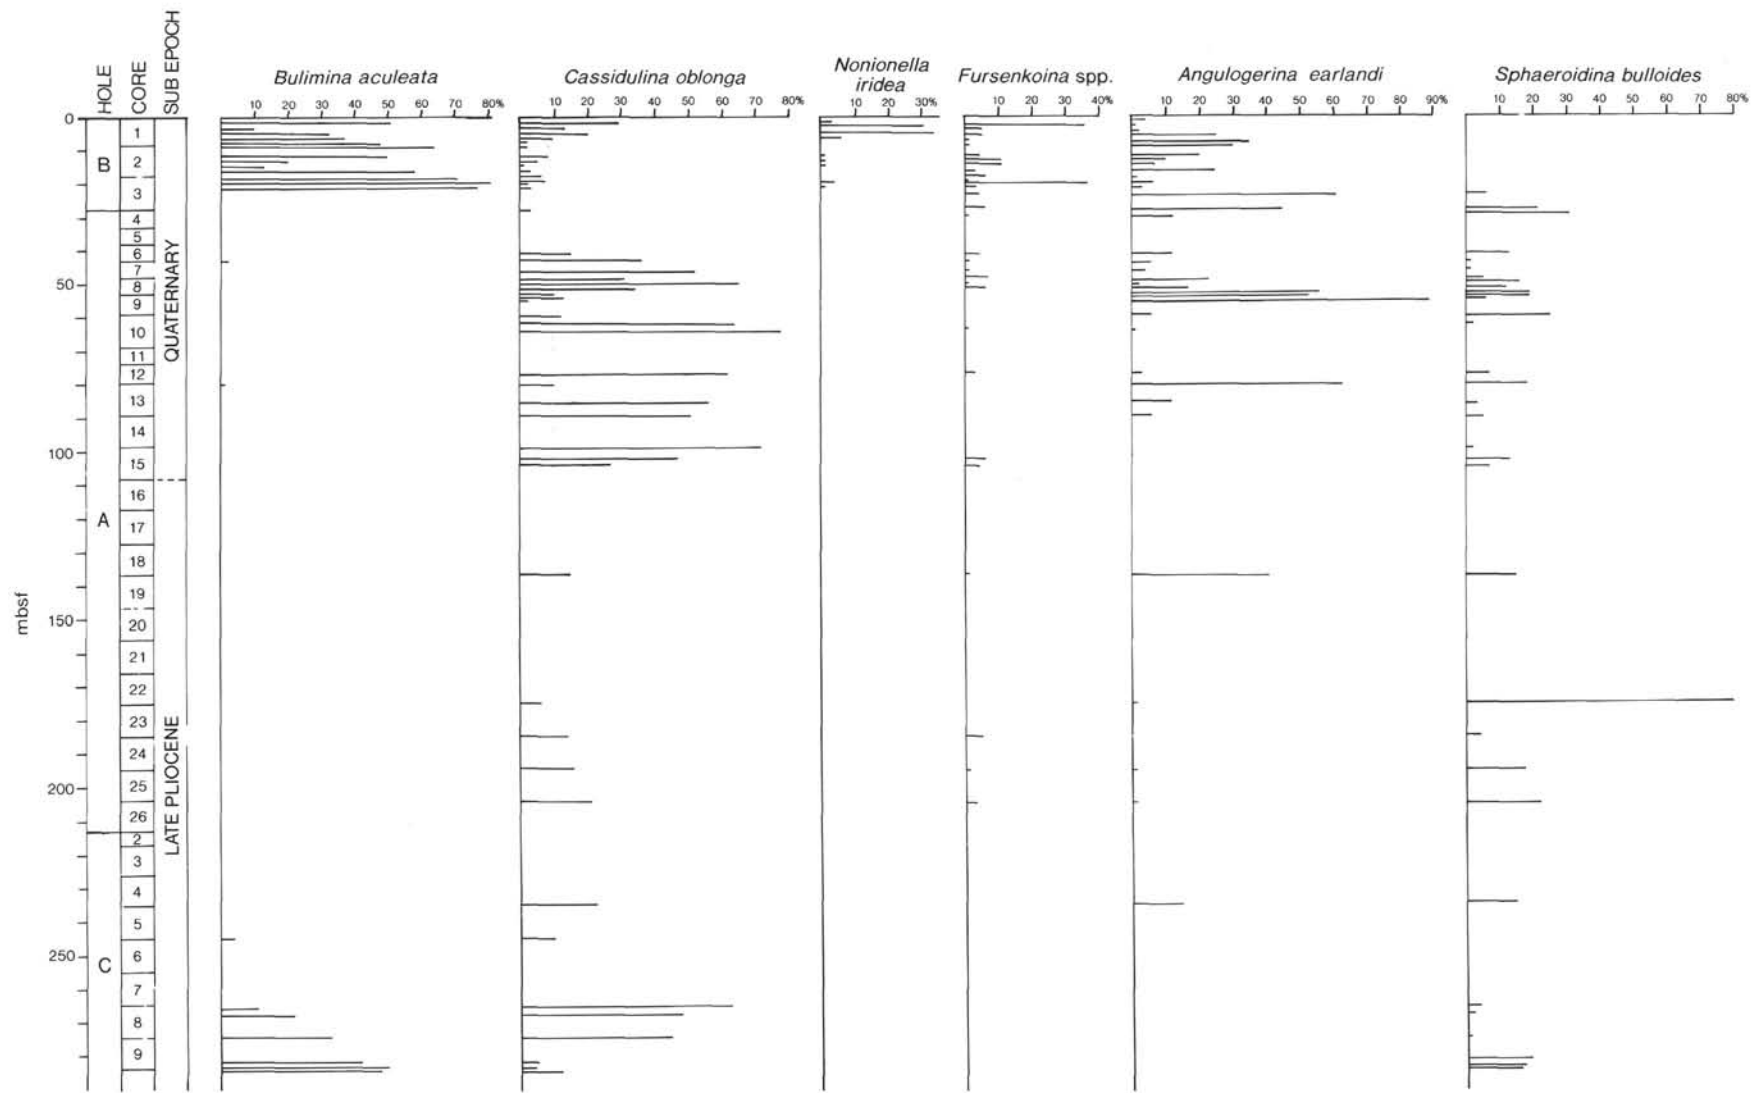 HOLE
CORE
SUB EPOCH
Bulimina aculeata
Cassidulina oblonga
Nonionella
iridea
Fursenkoina spp.
Angulogerina earlandi
Sphaeroidina bulloides
10 20 30 40 50 60 70 80%
10 20 30 40 50 60 70 80%
10 20 30%
10 20 30 40%
10 20 30 40 50 60 70 80 90%
10 20 30 40 50 60 70 80%
mbsf
0
50
100
150
200
250
B
A
C
1
2
3
4
5
6
7
8
9
10
11
12
13
14
15
16
17
18
19
20
21
22
23
24
25
26
2
3
4
5
6
7
8
9
QUATERNARY
LATE PLIOCENE